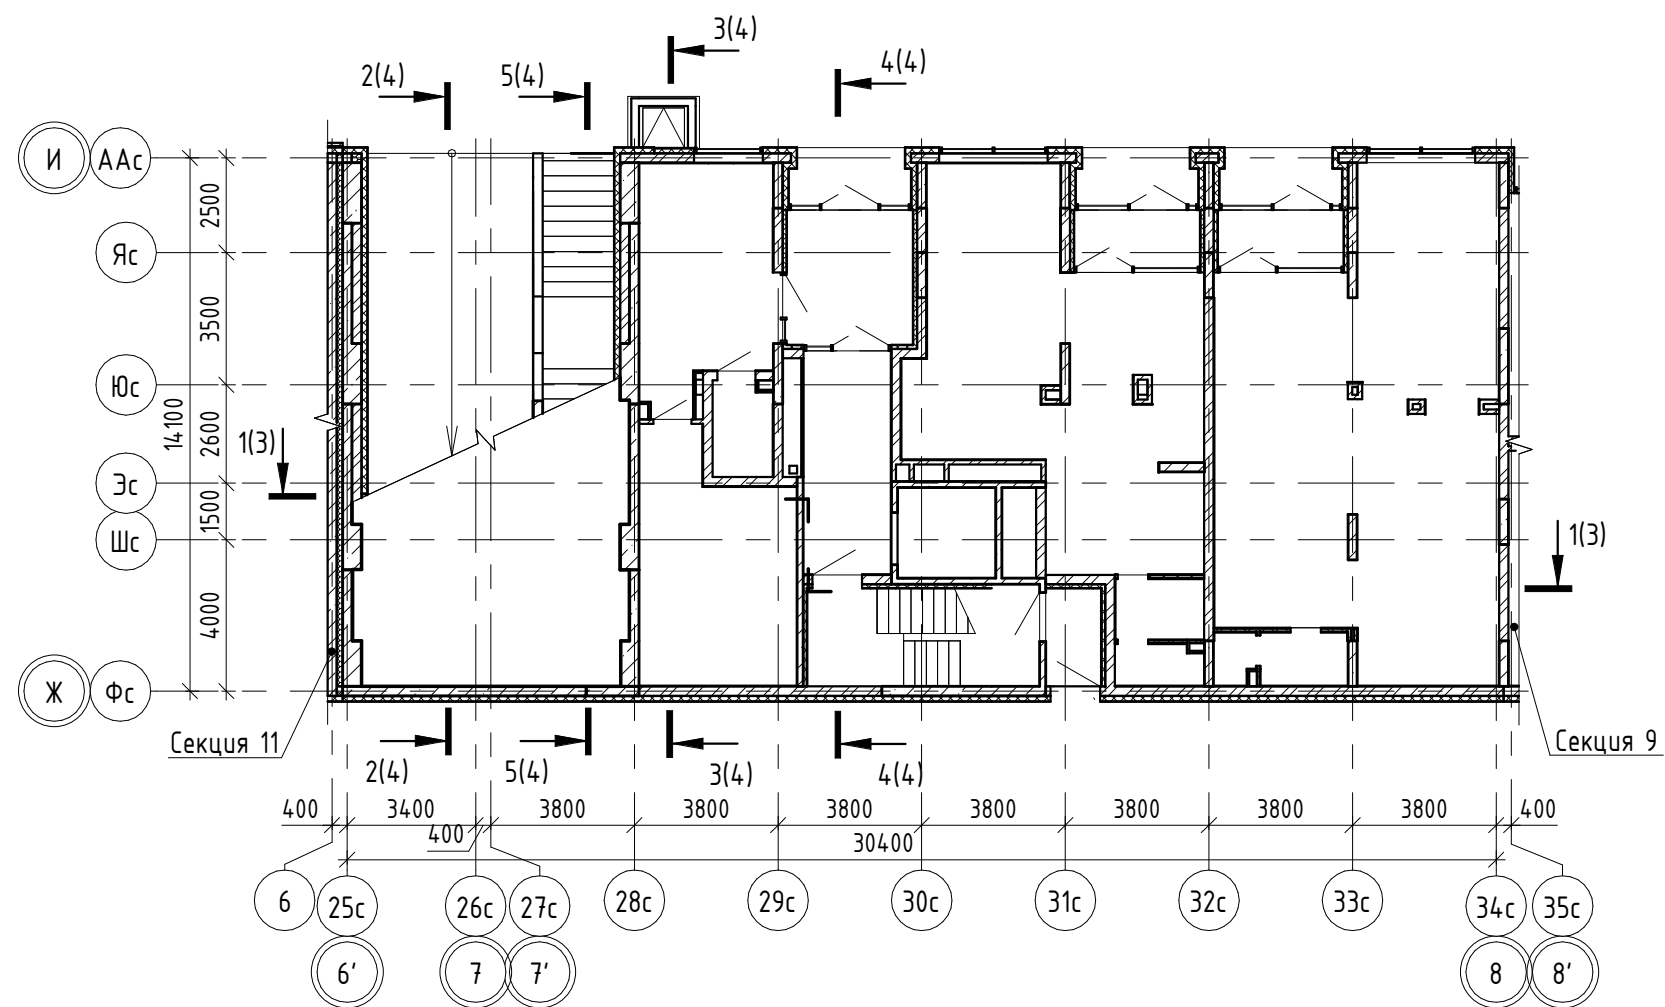 3(4)
2(4) 5(4) 4(4)
И ААс
2500
Яс
3500
Юс
14100
2600
1(3)
Эс
1500
Шс
1(3)
4000
Ж Фс
Секция 11
Секция 9
2(4) 5(4) 3(4) 4(4)
400 3400 3800 3800 3800 3800 3800 3800 3800 400
400
30400
6 25с 26с 27с 28с 29с 30с 31с 32с 33с 34с 35с
6' 7 7' 8 8'